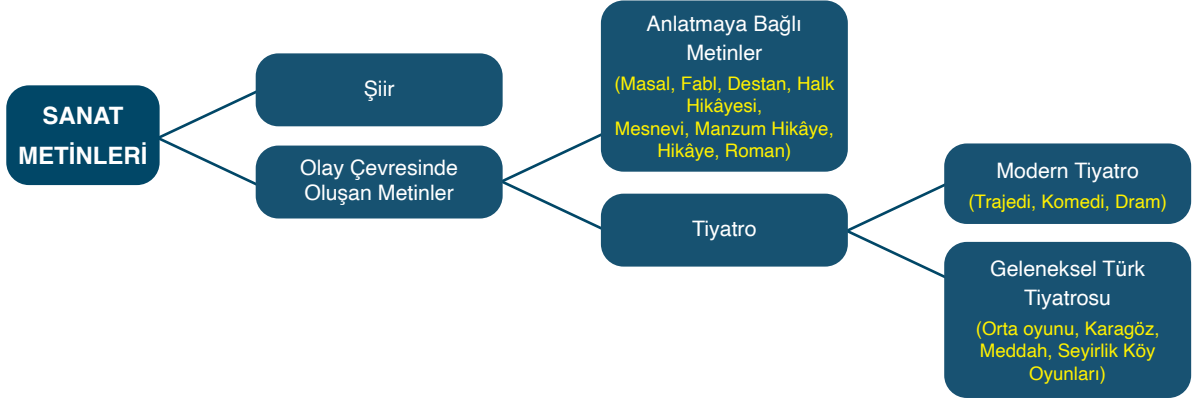 SANAT
METİNLERİ
Şiir
Olay Çevresinde
Oluşan Metinler
Anlatmaya Bağlı
Metinler
(Masal, Fabl, Destan, Halk
Hikâyesi,
Mesnevi, Manzum Hikâye,
Hikâye, Roman)
Tiyatro
Modern Tiyatro
(Trajedi, Komedi, Dram)
Geleneksel Türk
Tiyatrosu
(Orta oyunu, Karagöz,
Meddah, Seyirlik Köy
Oyunları)